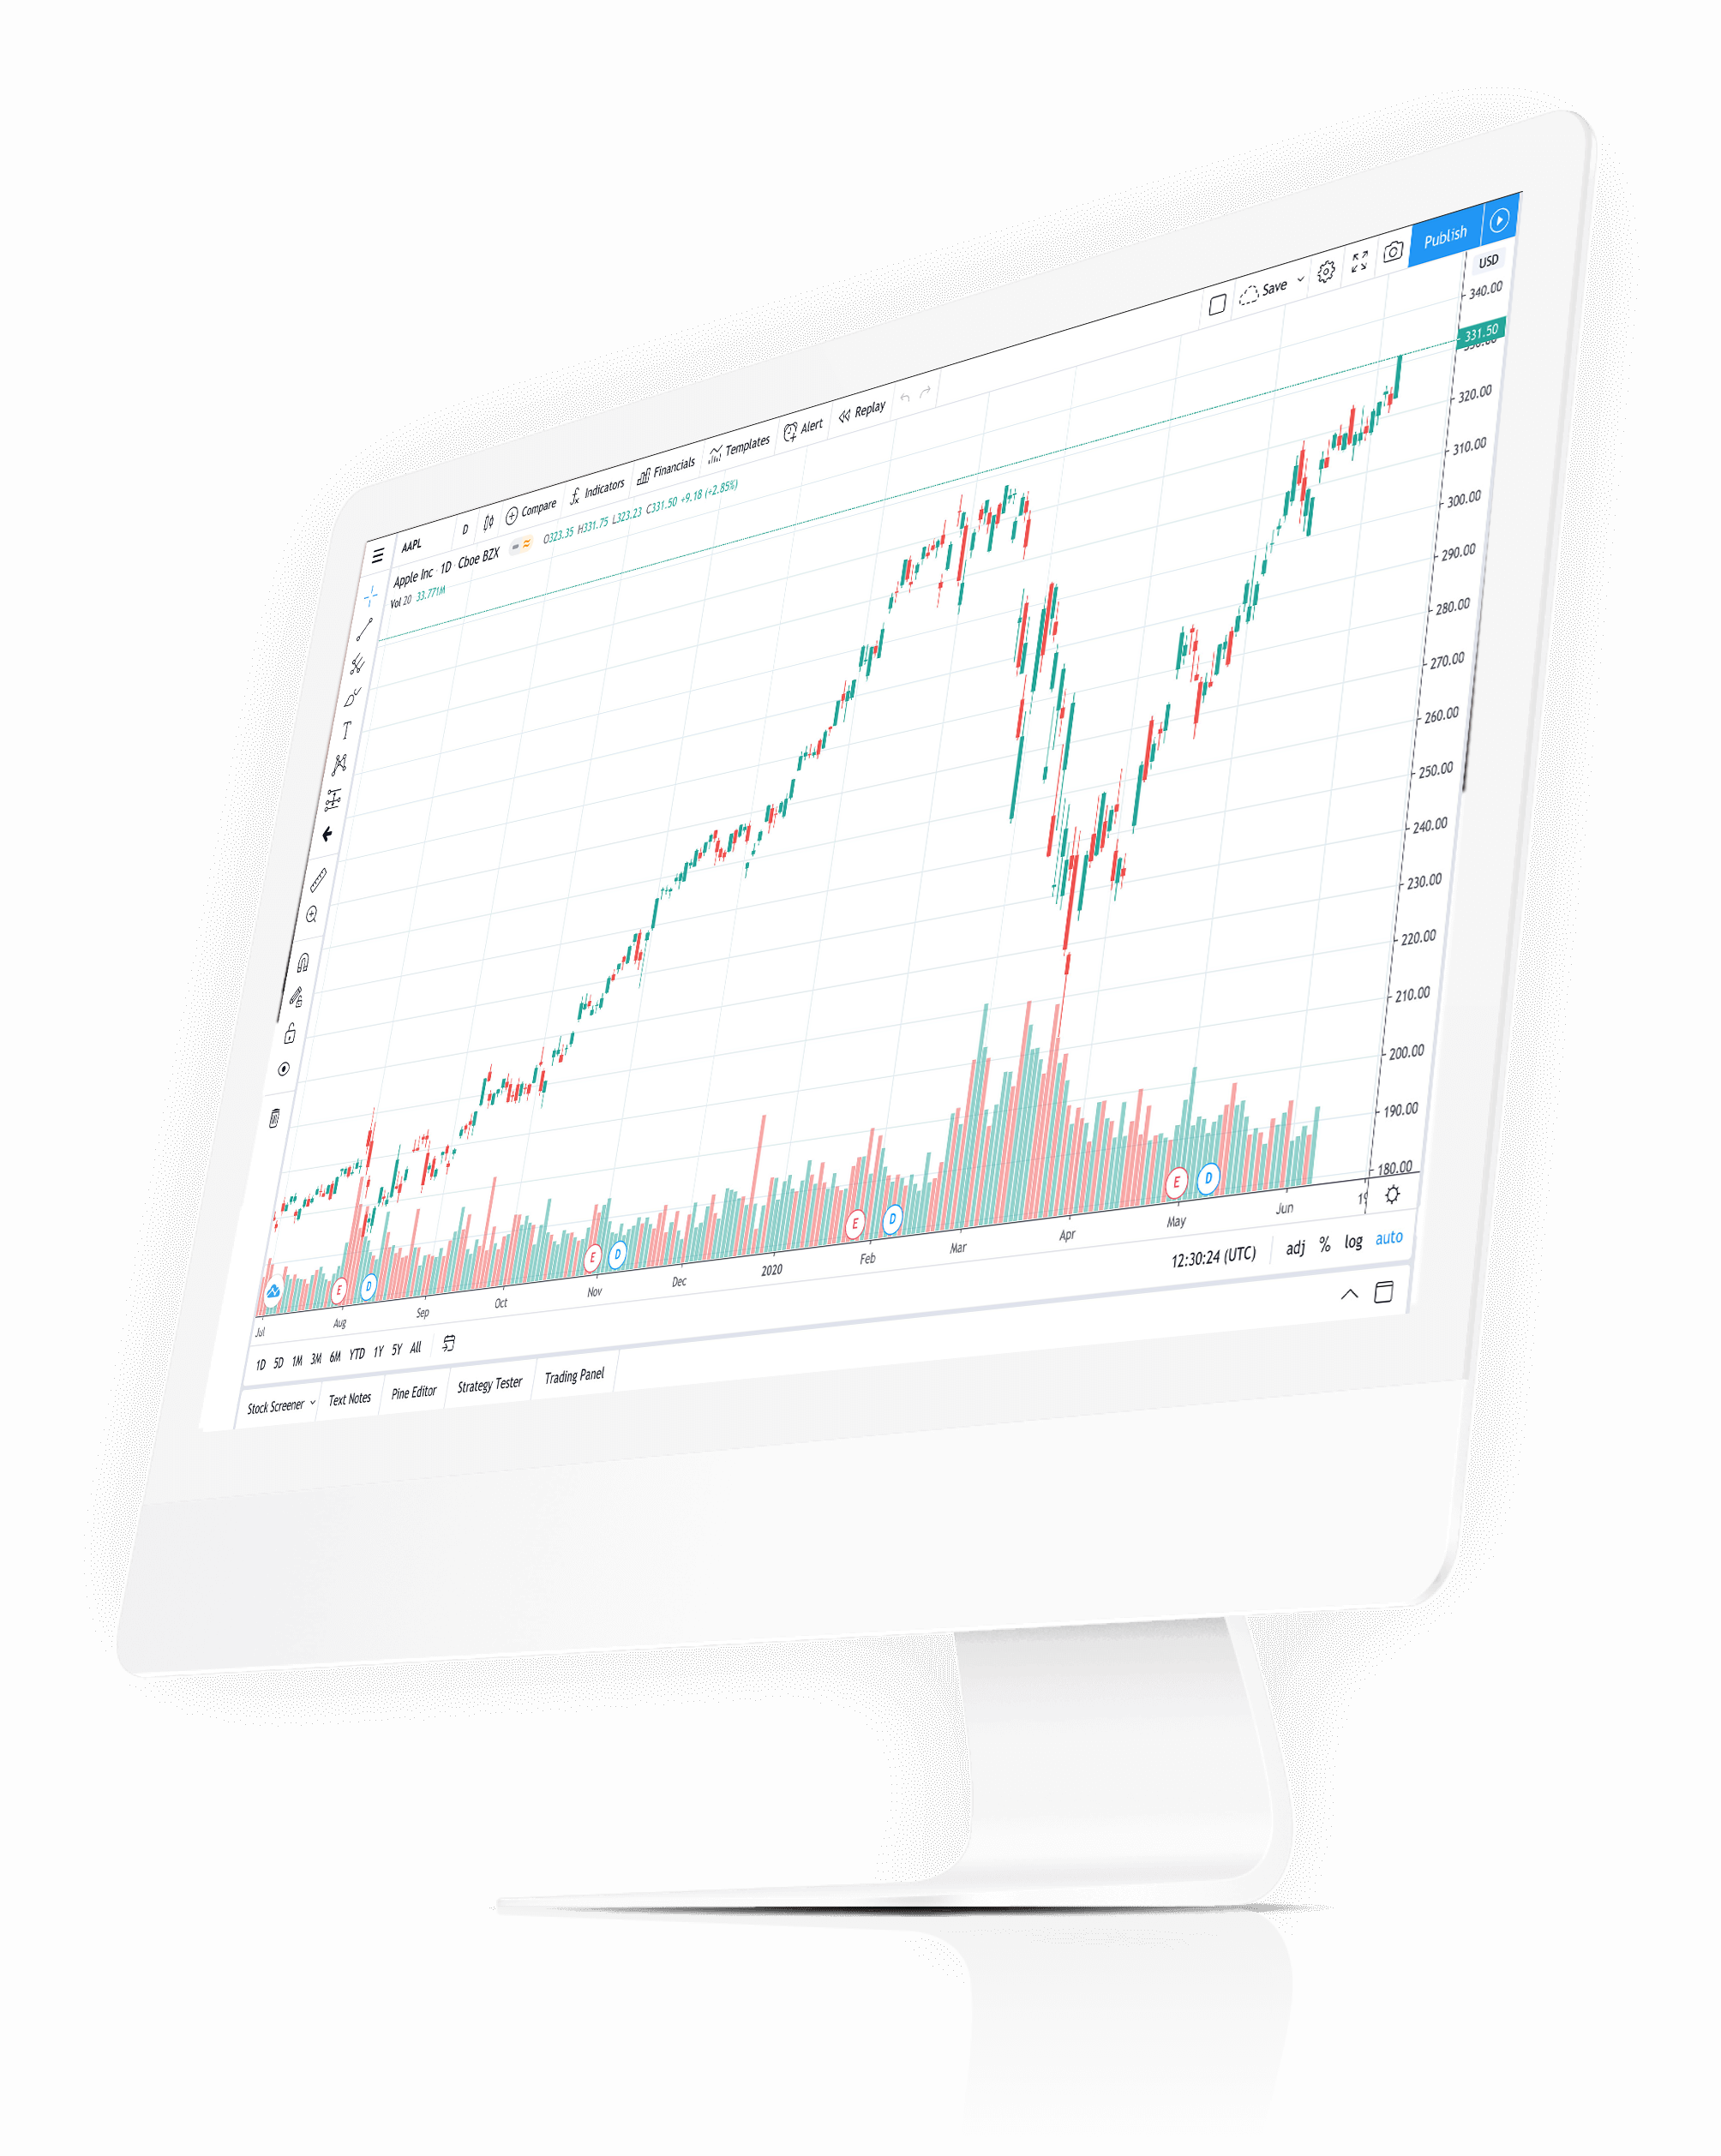 Publish
USD
Save
AAPL D Compare Indicators Financials Templates Alert Replay
Apple Inc · 1D · Cboe BZX O323.35 H331.75 L323.23 C331.50 +9.18 (+2.85%)
Vol 20 33.771M
340.00
331.50
320.00
310.00
300.00
290.00
280.00
270.00
260.00
250.00
240.00
230.00
220.00
210.00
200.00
190.00
180.00
E D E D E D E D
Jul Aug Sep Oct Nov Dec 2020 Feb Mar Apr May Jun
1D 5D 1M 3M 6M YTD 1Y 5Y All 12:30:24 (UTC) adj % log auto
Stock Screener Text Notes Pine Editor Strategy Tester Trading Panel